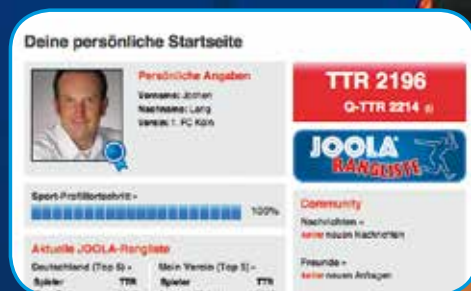 Deine persönliche Startseite
Persönliche Angaben
Vorname: Jochen
Nachname: Lang
Verein: 1. FC Köln
TTR 2196
Q-TTR 2214
JOOLA
RANGLISTE
Sport-Profilfortschritt »
100%
Community
Nachrichten »
keine neuen Nachrichten
Freunde »
keine neuen Anfragen
Aktuelle JOOLA-Rangliste
Deutschland (Top 5) »
Mein Verein (Top 5) »
Spieler TTR
Spieler TTR